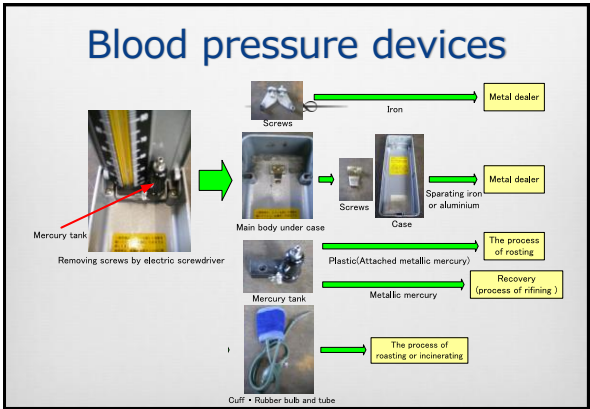 Blood pressure devices
Screws
Iron
Metal dealer
Mercury tank
Removing screws by electric screwdriver
Main body under case
Screws
Case
Sparating iron
or aluminium
Metal dealer
Mercury tank
Plastic(Attached metallic mercury)
The process
of rosting
Metallic mercury
Recovery
(process of rifining )
Cuff・Rubber bulb and tube
The process of
roasting or incinerating